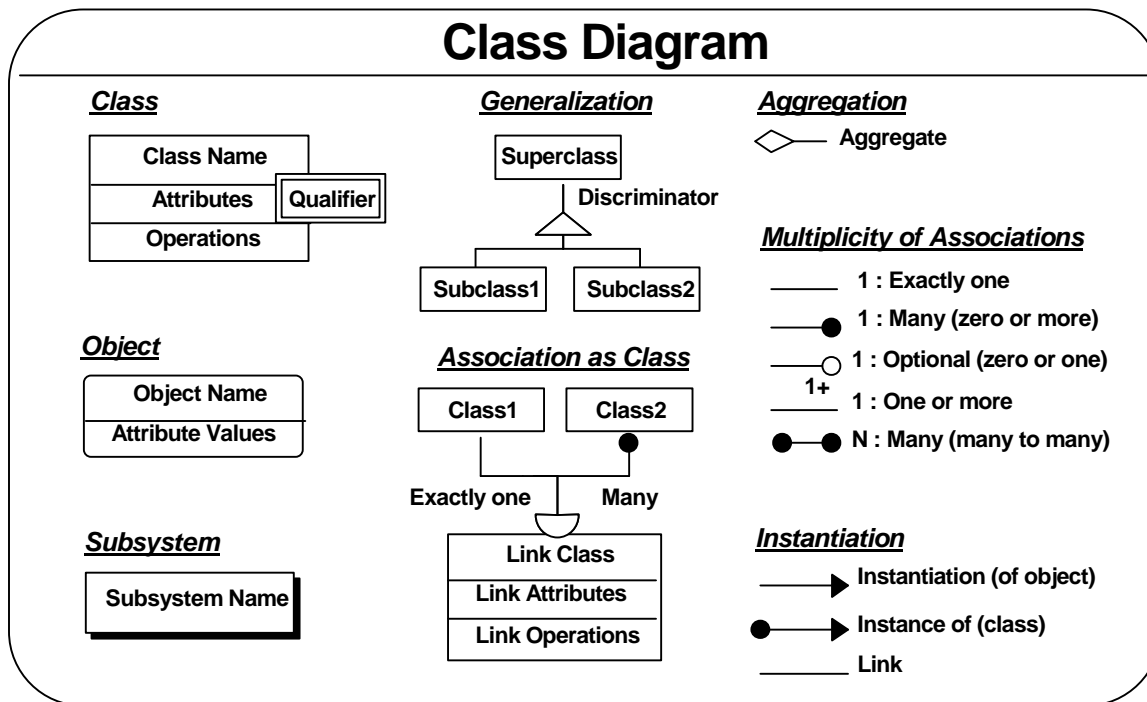 Class Diagram
Class
Class Name
Attributes
Qualifier
Operations
Object
Object Name
Attribute Values
Subsystem
Subsystem Name
Generalization
Superclass
Discriminator
Subclass1
Subclass2
Association as Class
Class1
Class2
Exactly one
Many
Link Class
Link Attributes
Link Operations
Aggregation
Aggregate
Multiplicity of Associations
1 : Exactly one
1 : Many (zero or more)
1 : Optional (zero or one)
1+
1 : One or more
N : Many (many to many)
Instantiation
Instantiation (of object)
Instance of (class)
Link